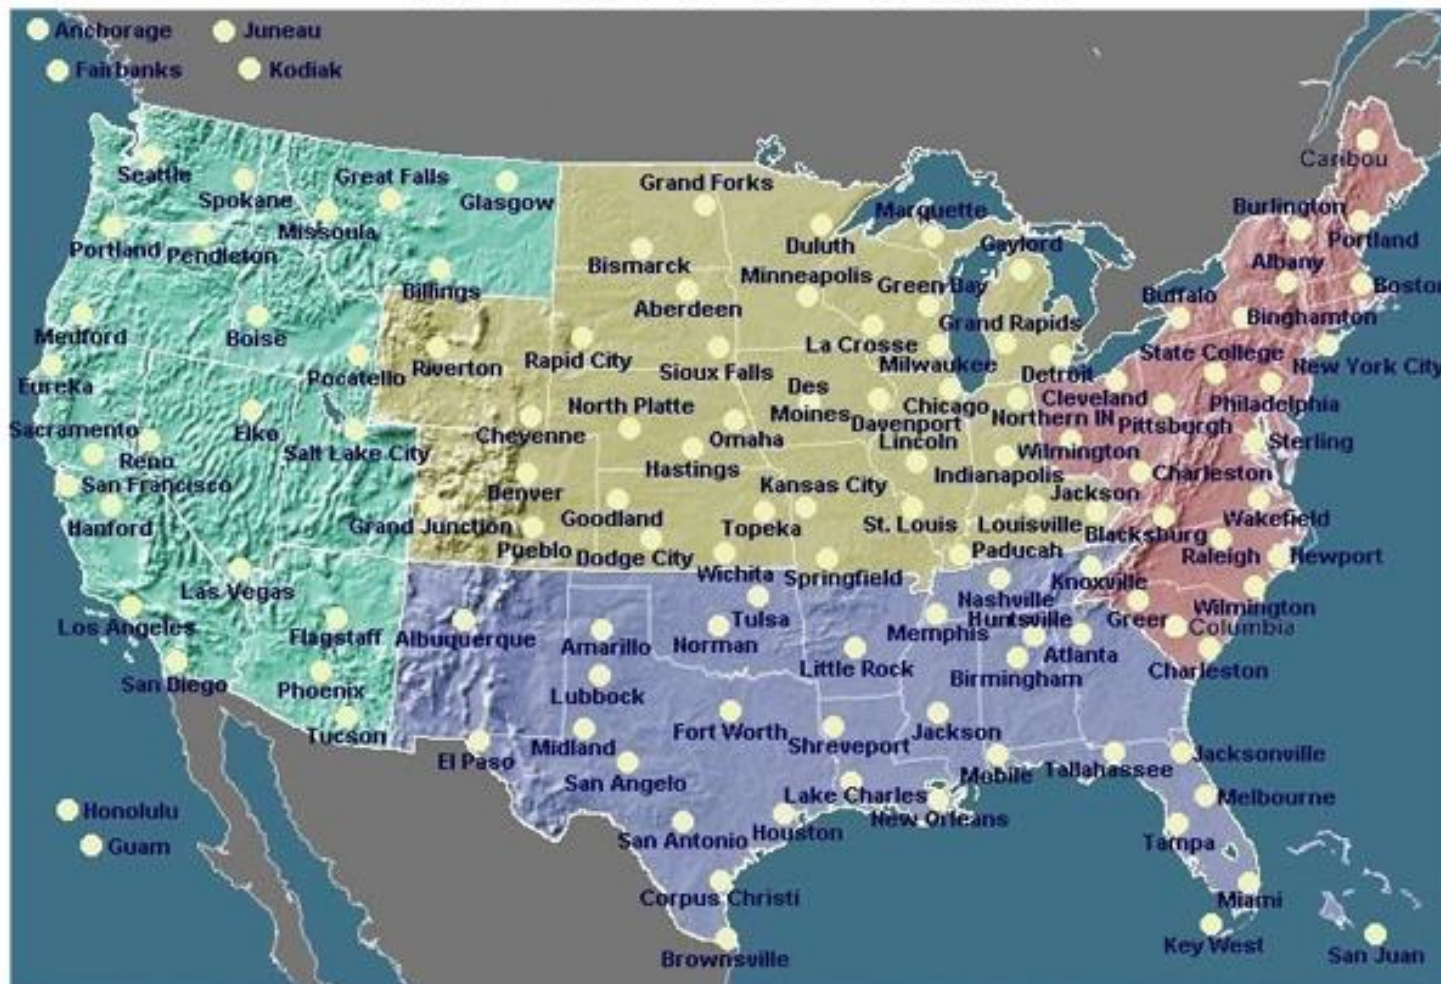 Anchorage
Juneau
Fairbanks
Kodiak
Caribou
Seattle
Spokane
Great Falls
Glasgow
Grand Forks
Missoula
Portland
Pendleton
Marquette
Burlington
Portland
Duluth
Gaylord
Bismarck
Minneapolis
Albany
Billings
Green Bay
Buffalo
Boston
Medford
Boise
Aberdeen
Grand Rapids
Binghamton
La Crosse
State College
New York City
Eureka
Pocatello
Riverton
Rapid City
Sioux Falls
Milwaukee
Detroit
Des
Moines
North Platte
Davenport
Chicago
Northern IN
Cleveland
Pittsburgh
Philadelphia
Sacramento
Elko
Cheyenne
Omaha
Lincoln
Sterling
Reno
Salt Lake City
Hastings
Wilmington
Indianapolis
Charleston
San Francisco
Denver
Kansas City
Jackson
Hanford
Grand Junction
Goodland
Topeka
St. Louis
Louisville
Blacksburg
Wakefield
Pueblo
Dodge City
Paducah
Raleigh
Newport
Las Vegas
Wichita
Springfield
Knoxville
Nashville
Wilmington
Los Angeles
Flagstaff
Albuquerque
Amarillo
Norman
Tulsa
Memphis
Huntsville
Greer
Columbia
Little Rock
Birmingham
Atlanta
Charleston
San Diego
Phoenix
Lubbock
Tucson
Fort Worth
Shreveport
Jackson
El Paso
Midland
San Angelo
Mobile
Tallahassee
Jacksonville
Honolulu
Lake Charles
New Orleans
Melbourne
San Antonio
Houston
Guam
Tampa
Corpus Christi
Miami
Key West
San Juan
Brownsville